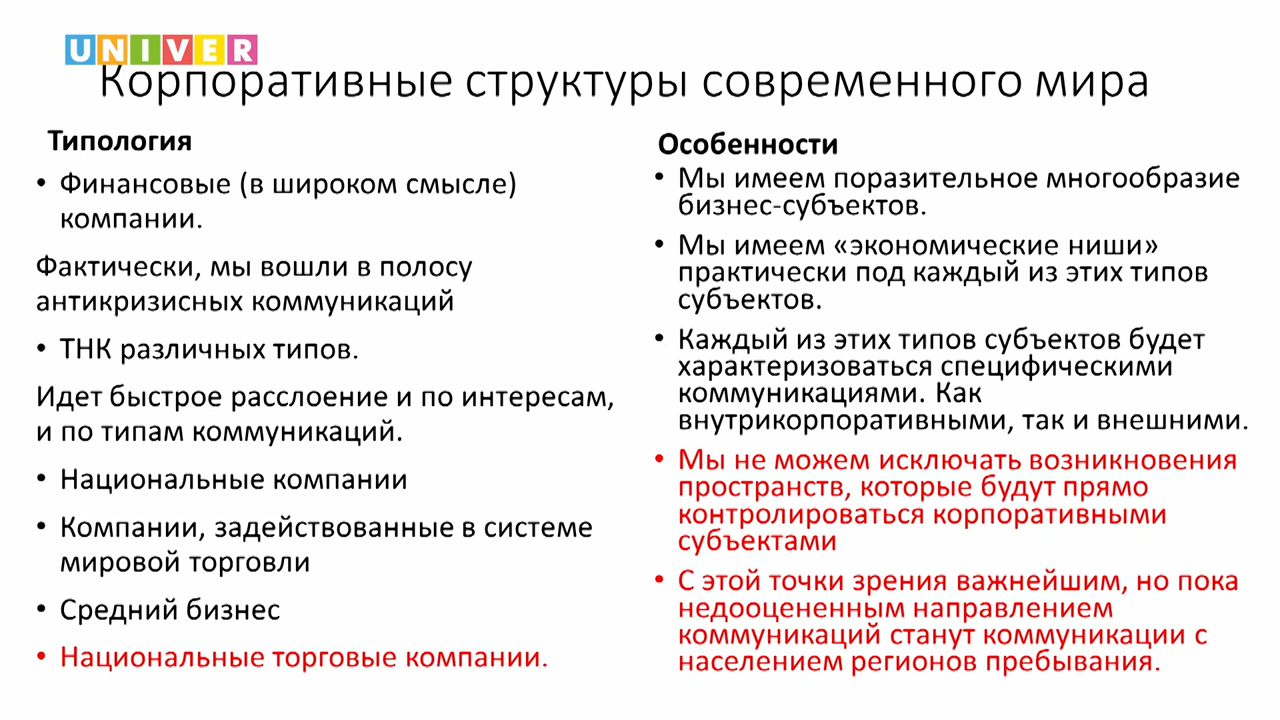 UNIVER
Корпоративные структуры современного мира
Типология
• Финансовые (в широком смысле)
компании.
Фактически, мы вошли в полосу
антикризисных коммуникаций
• ТНК различных типов.
Идет быстрое расслоение и по интересам,
и по типам коммуникаций.
• Национальные компании
• Компании, задействованные в системе
мировой торговли
• Средний бизнес
• Национальные торговые компании.
Особенности
• Мы имеем поразительное многообразие
бизнес-субъектов.
• Мы имеем «экономические ниши»
практически под каждый из этих типов
субъектов.
• Каждый из этих типов субъектов будет
характеризоваться специфическими
коммуникациями. Как
внутрикорпоративными, так и внешними.
• Мы не можем исключать возникновения
пространств, которые будут прямо
контролироваться корпоративными
субъектами
• С этой точки зрения важнейшим, но пока
недооцененным направлением
коммуникаций станут коммуникации с
населением регионов пребывания.